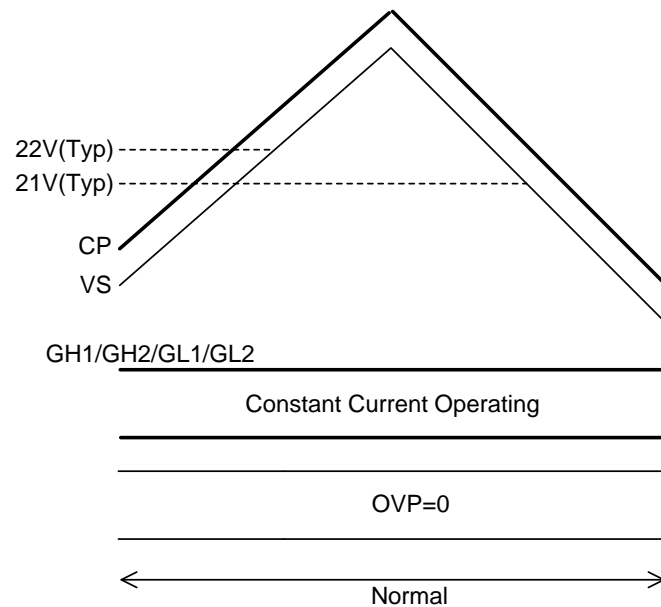 22V(Typ)
21V(Typ)
CP
VS
GH1/GH2/GL1/GL2
Constant Current Operating
OVP=0
Normal